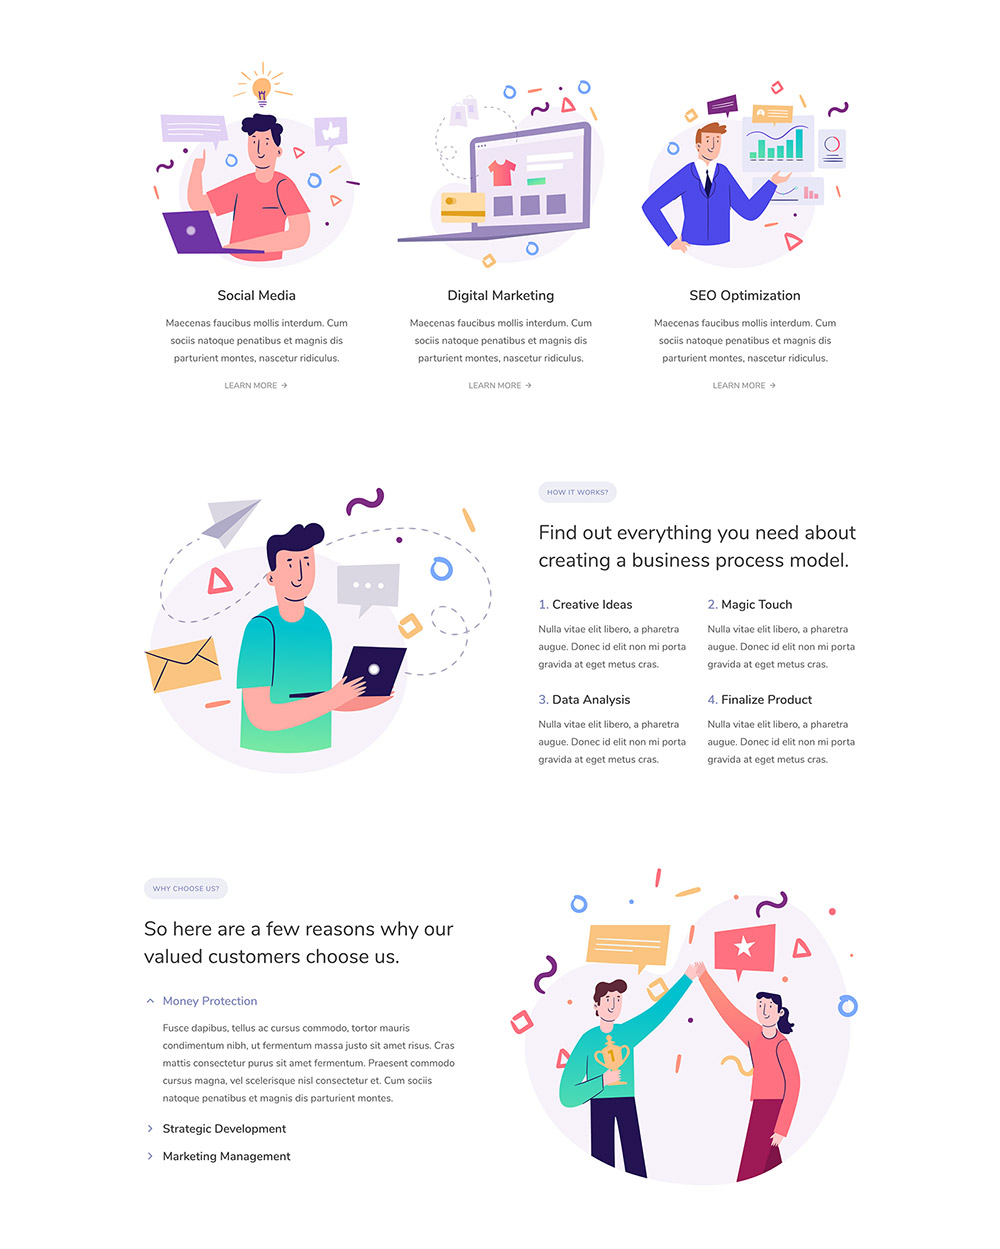 Social Media
Maecenas faucibus mollis interdum. Cum
sociis natoque penatibus et magnis dis
parturient montes, nascetur ridiculus.
LEARN MORE →
Digital Marketing
Maecenas faucibus mollis interdum. Cum
sociis natoque penatibus et magnis dis
parturient montes, nascetur ridiculus.
LEARN MORE →
SEO Optimization
Maecenas faucibus mollis interdum. Cum
sociis natoque penatibus et magnis dis
parturient montes, nascetur ridiculus.
LEARN MORE →
HOW IT WORKS?
Find out everything you need about
creating a business process model.
1. Creative Ideas
Nulla vitae elit libero, a pharetra
augue. Donec id elit non mi porta
gravida at eget metus cras.
2. Magic Touch
Nulla vitae elit libero, a pharetra
augue. Donec id elit non mi porta
gravida at eget metus cras.
3. Data Analysis
Nulla vitae elit libero, a pharetra
augue. Donec id elit non mi porta
gravida at eget metus cras.
4. Finalize Product
Nulla vitae elit libero, a pharetra
augue. Donec id elit non mi porta
gravida at eget metus cras.
WHY CHOOSE US?
So here are a few reasons why our
valued customers choose us.
Money Protection
Fusce dapibus, tellus ac cursus commodo, tortor mauris
condimentum nibh, ut fermentum massa justo sit amet risus. Cras
mattis consectetur purus sit amet fermentum. Praesent commodo
cursus magna, vel scelerisque nisl consectetur et. Cum sociis
natoque penatibus et magnis dis parturient montes.
Strategic Development
Marketing Management
1